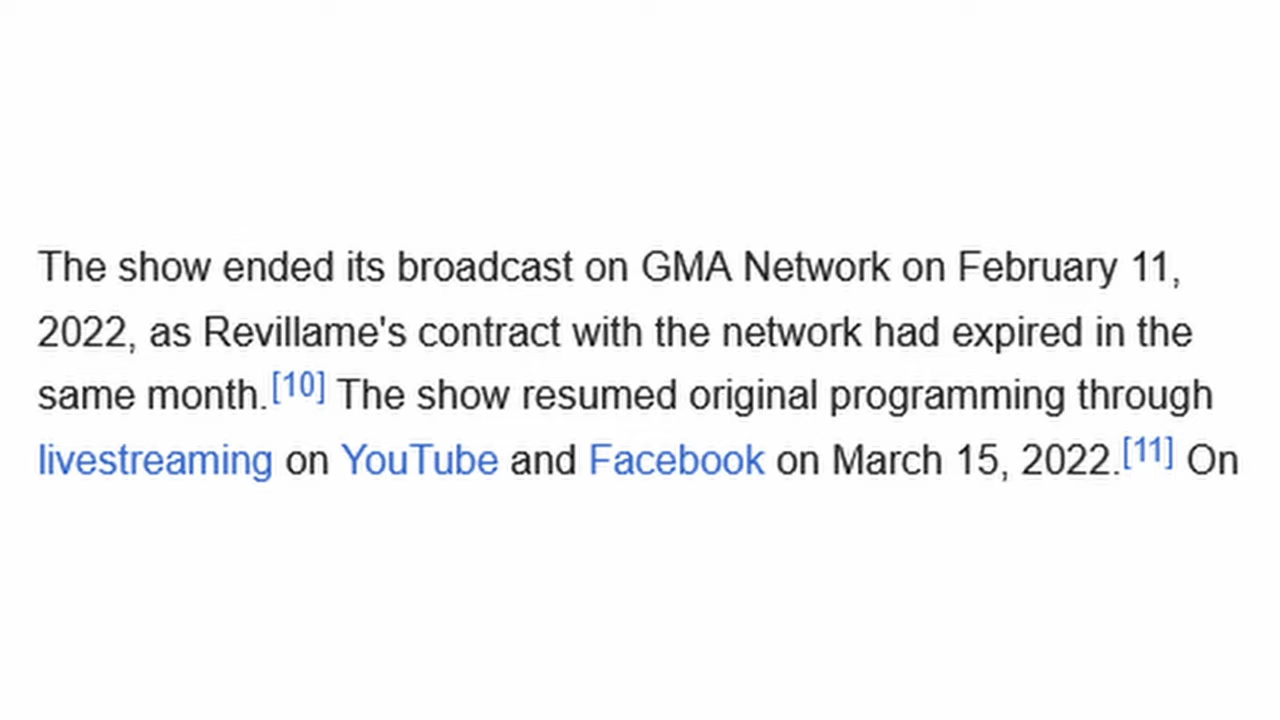 The show ended its broadcast on GMA Network on February 11,
2022, as Revillame's contract with the network had expired in the
same month.[10] The show resumed original programming through
livestreaming on YouTube and Facebook on March 15, 2022.[11] On